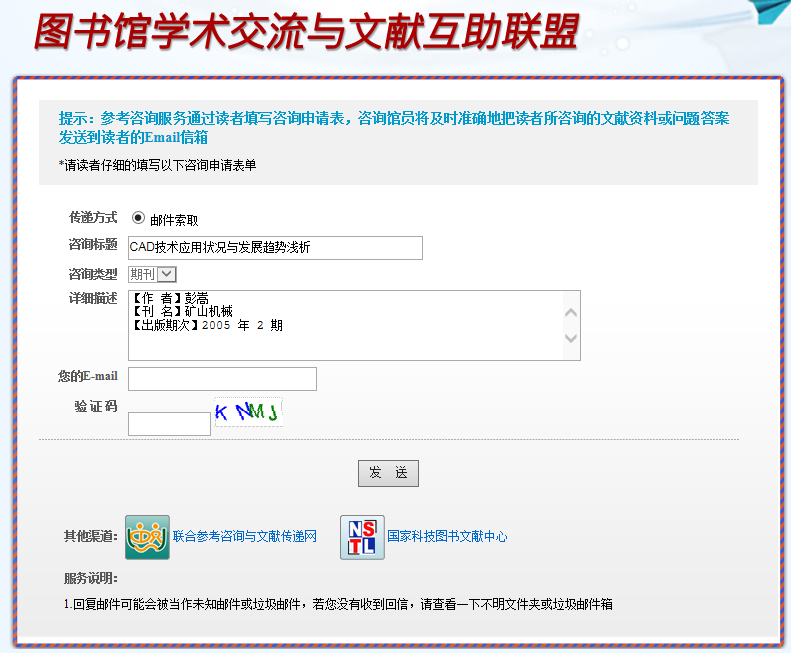 图书馆学术交流与文献互助联盟
提示：参考咨询服务通过读者填写咨询申请表，咨询馆员将及时准确地把读者所咨询的文献资料或问题答案
发送到读者的Email信箱
*请读者仔细的填写以下咨询申请表单
传递方式 邮件索取
咨询标题 CAD技术应用状况与发展趋势浅析
咨询类型 期刊
详细描述 【作 者】彭嵩
【刊 名】矿山机械
【出版期次】2005 年 2 期
您的E-mail
验证码 K N M J
发 送
其他渠道： 联合参考咨询与文献传递网 NSTL 国家科技图书文献中心
服务说明：
1.回复邮件可能会被当作未知邮件或垃圾邮件，若您没有收到回信，请查看一下不明文件夹或垃圾邮件箱